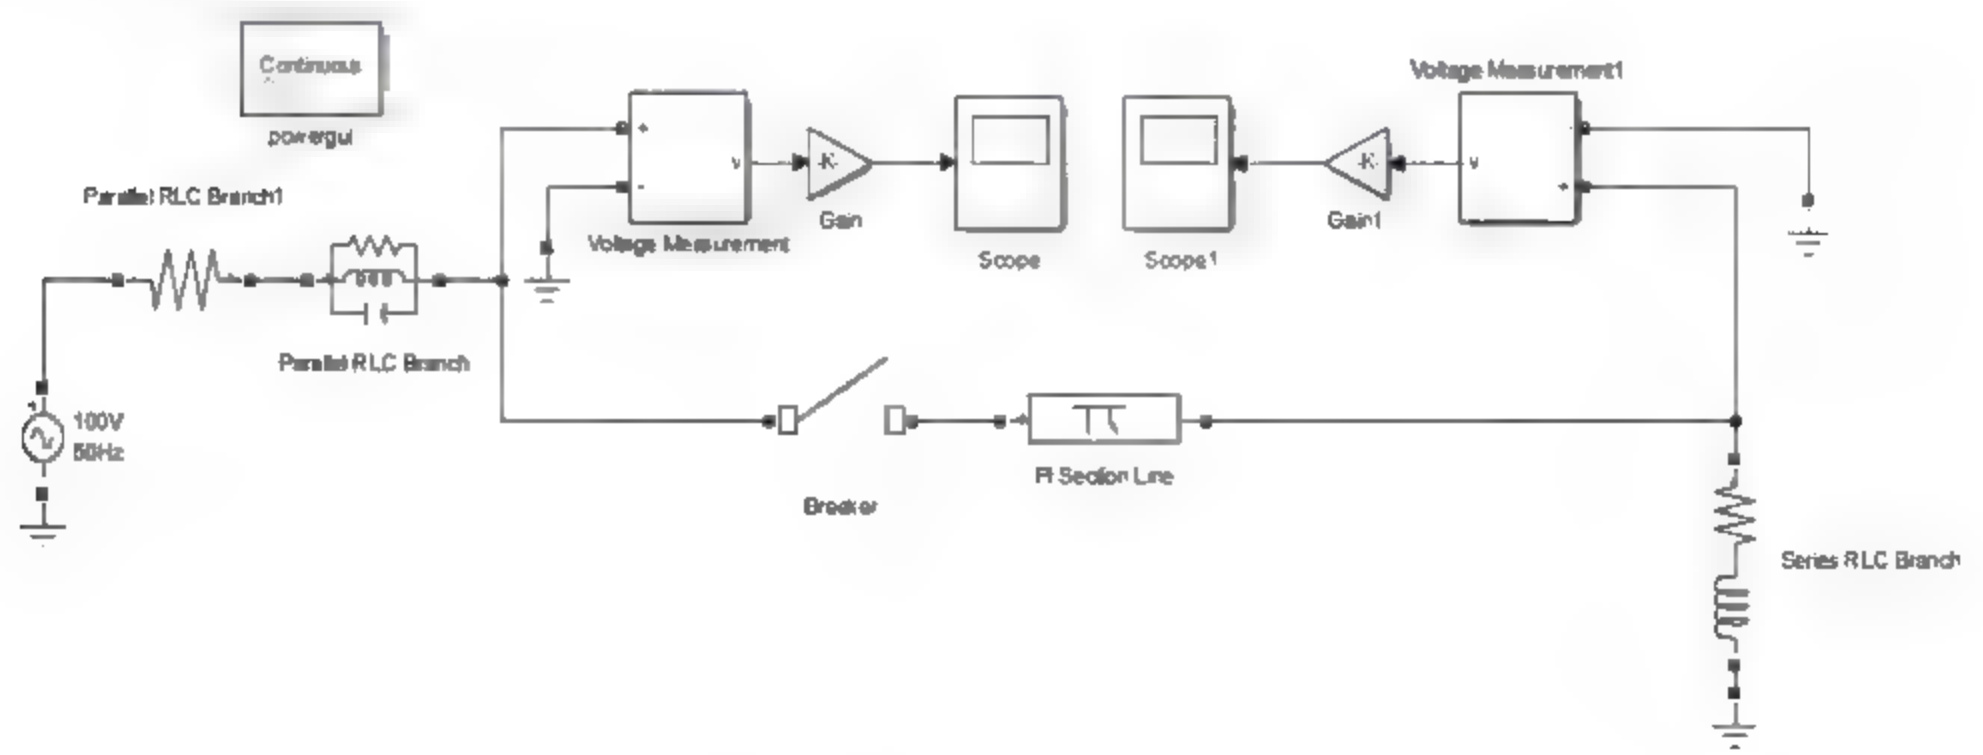 Continuous
powergui
Voltage Measurement1
+
-
v
-K-
-K-
v
+
Parallel RLC Branch1
Gain
Gain1
Voltage Measurement
Scope
Scope1
Parallel RLC Branch
100V
50Hz
Pi Section Line
Breaker
Series RLC Branch